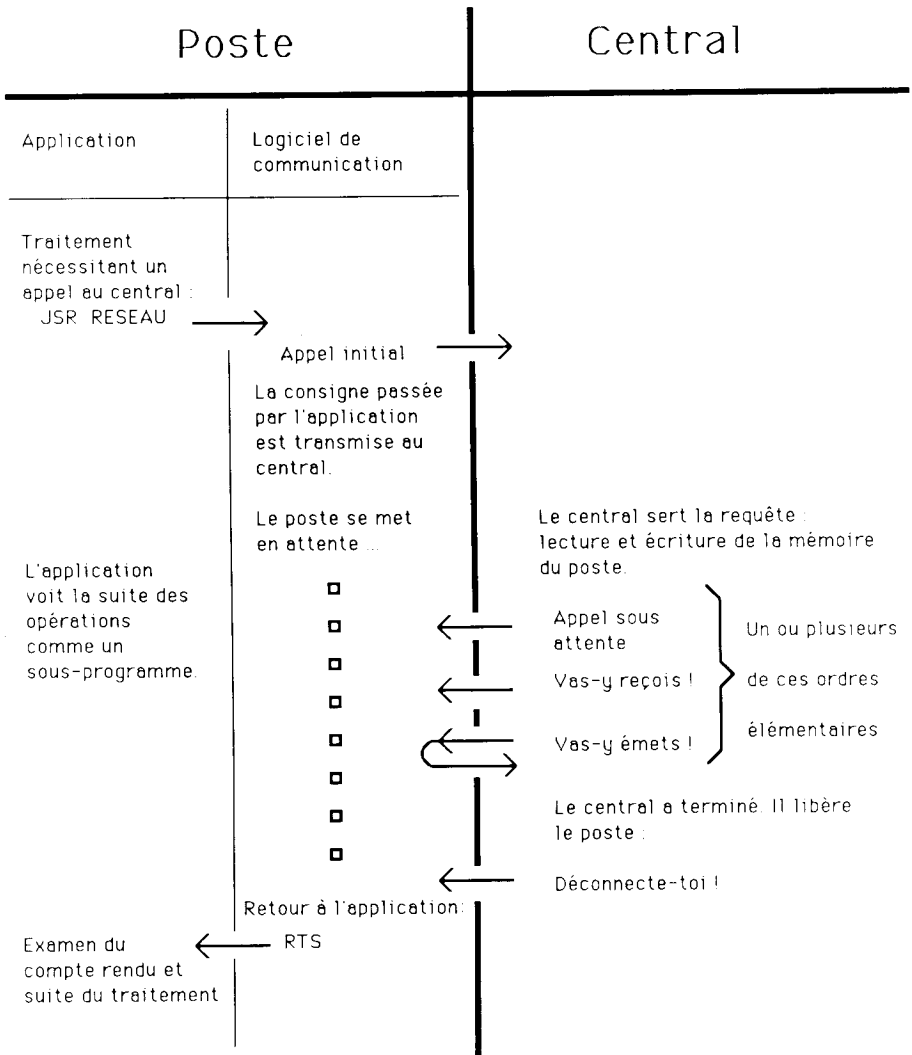 Poste
Central
Application
Logiciel de
communication
Traitement
nécessitant un
appel au central :
JSR RESEAU
Appel initial
La consigne passée
par l'application
est transmise au
central.
Le poste se met
en attente ...
Le central sert la requête :
lecture et écriture de la mémoire
du poste.
L'application
voit la suite des
opérations
comme un
sous-programme.
Appel sous
attente
Vas-y reçois !
Vas-y émets !
Un ou plusieurs
de ces ordres
élémentaires
Le central a terminé. Il libère
le poste :
Déconnecte-toi !
Retour à l'application:
RTS
Examen du
compte rendu et
suite du traitement